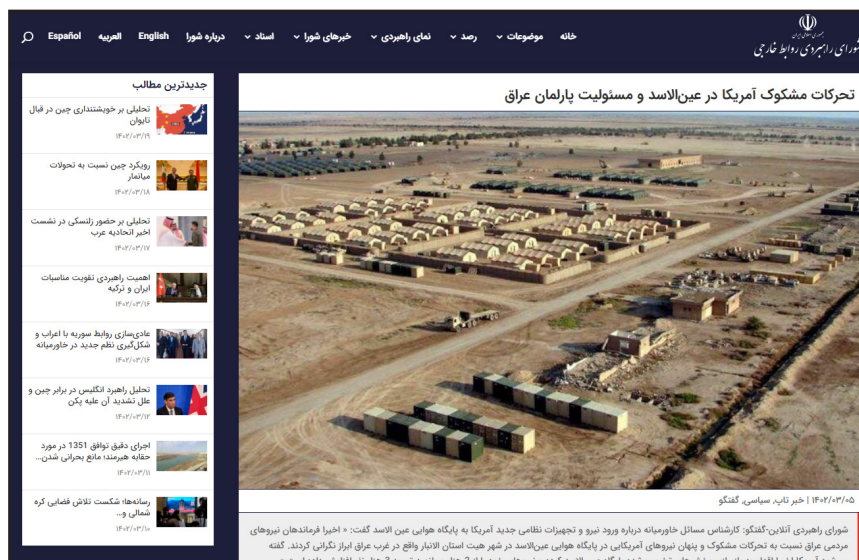 جمهوری اسلامی ایران
شورای راهبردی روابط خارجی
خانه موضوعات رصد نمای راهبردی خبرهای شورا اسناد درباره شورا English العربیه Español
تحرکات مشکوک آمریکا در عین‌الاسد و مسئولیت پارلمان عراق
۱۴۰۲/۰۳/۰۵ | خبر تاپ, سیاسی, گفتگو
شورای راهبردی آنلاین-گفتگو: کارشناس مسائل خاورمیانه درباره ورود نیرو و تجهیزات نظامی جدید آمریکا به پایگاه هوایی عین الاسد گفت: « اخیرا فرماندهان نیروهای
مردمی عراق نسبت به تحرکات مشکوک و پنهان نیروهای آمریکایی در پایگاه هوایی عین‌الاسد در شهر هیت استان الانبار واقع در غرب عراق ابراز نگرانی کردند. گفته
جدیدترین مطالب
تحلیلی بر خویشتنداری چین در قبال
تایوان
۱۴۰۲/۰۳/۱۹
رویکرد چین نسبت به تحولات
میانمار
۱۴۰۲/۰۳/۱۸
تحلیلی بر حضور زلنسکی در نشست
اخیر اتحادیه عرب
۱۴۰۲/۰۳/۱۷
اهمیت راهبردی تقویت مناسبات
ایران و ترکیه
۱۴۰۲/۰۳/۱۶
عادی‌سازی روابط سوریه با اعراب و
شکل‌گیری نظم جدید در خاورمیانه
۱۴۰۲/۰۳/۱۶
تحلیل راهبرد انگلیس در برابر چین و
علل تشدید آن علیه پکن
۱۴۰۲/۰۳/۱۲
اجرای دقیق توافق 1351 در مورد
حقابه هیرمند؛ مانع بحرانی شدن...
۱۴۰۲/۰۳/۱۱
رسانه‌ها؛ شکست تلاش فضایی کره
شمالی و...
۱۴۰۲/۰۳/۱۰